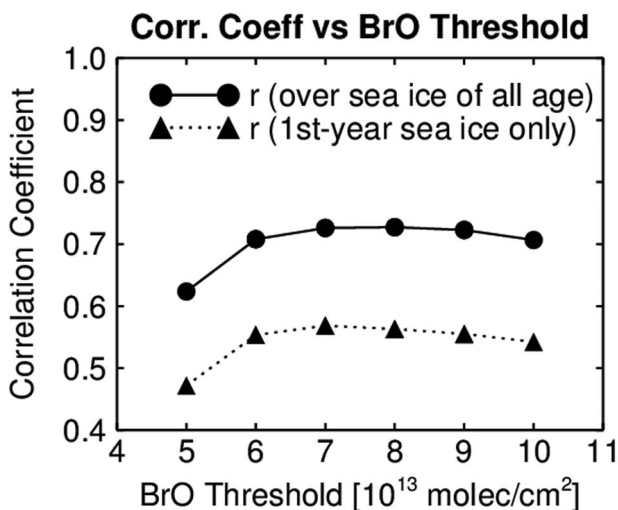 Corr. Coeff vs BrO Threshold
1.0
r (over sea ice of all age)
0.9
r (1st-year sea ice only)
0.8
0.7
0.6
0.5
0.4
Correlation Coefficient
4 5 6 7 8 9 10 11
BrO Threshold [10¹³ molec/cm²]